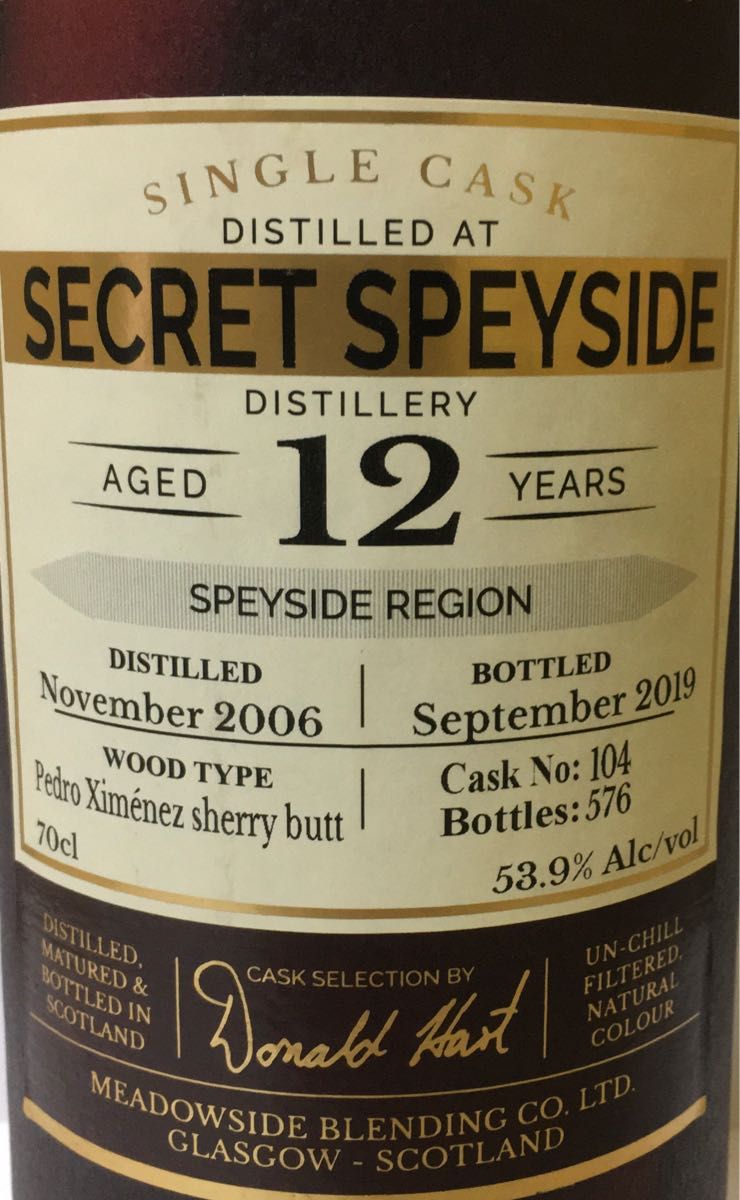 SINGLE CASK
DISTILLED AT
SECRET SPEYSIDE
DISTILLERY
AGED 12 YEARS
SPEYSIDE REGION
DISTILLED
November 2006
BOTTLED
September 2019
WOOD TYPE
Pedro Ximénez sherry butt
Cask No: 104
Bottles: 576
70cl
53.9% Alc/vol
DISTILLED,
MATURED &
BOTTLED IN
SCOTLAND
CASK SELECTION BY
Donald Hart
UN-CHILL
FILTERED,
NATURAL
COLOUR
MEADOWSIDE BLENDING CO. LTD.
GLASGOW - SCOTLAND